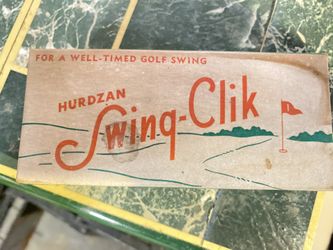 FOR A WELL-TIMED GOLF SWING
HURDZAN
Swing-Clik